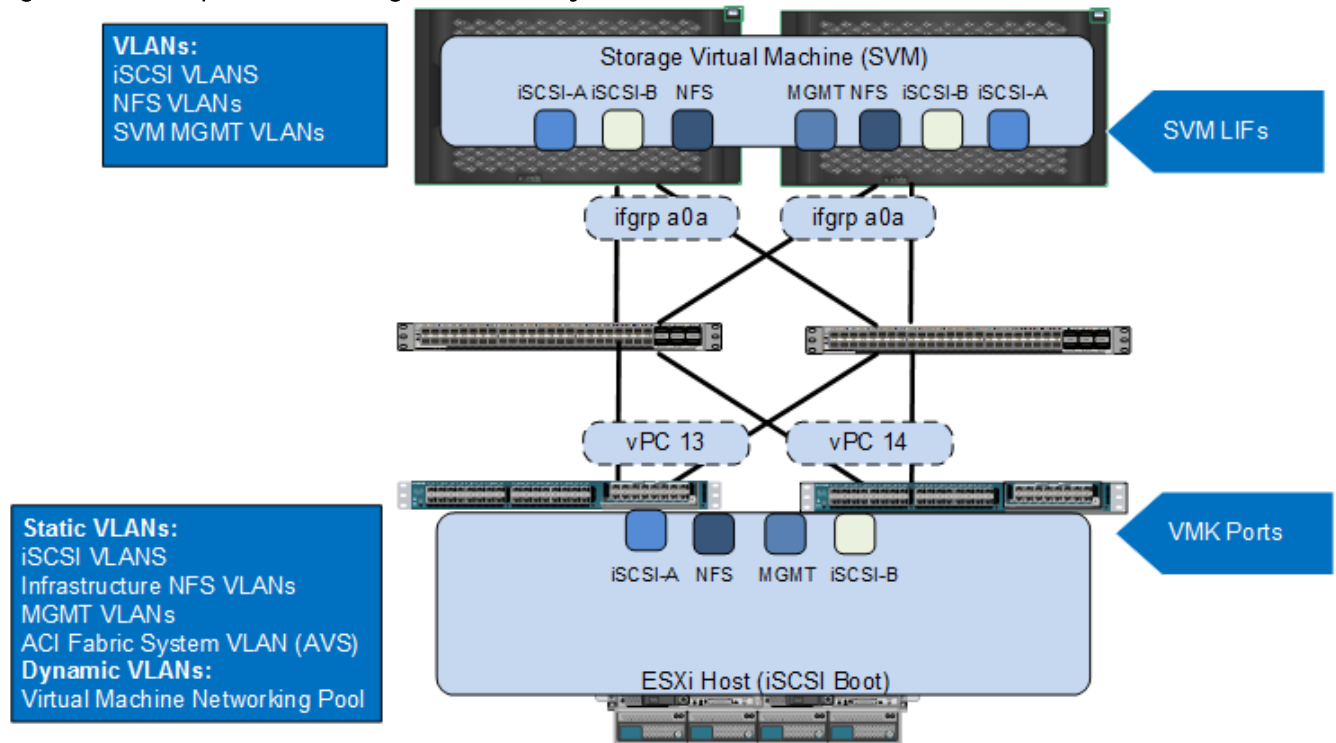 VLANs:
iSCSI VLANS
NFS VLANs
SVM MGMT VLANs
Storage Virtual Machine (SVM)
iSCSI-A iSCSI-B NFS MGMT NFS iSCSI-B iSCSI-A
SVM LIFs
ifgrp a0a ifgrp a0a
vPC 13 vPC 14
Static VLANs:
iSCSI VLANS
Infrastructure NFS VLANs
MGMT VLANs
ACI Fabric System VLAN (AVS)
Dynamic VLANs:
Virtual Machine Networking Pool
VMK Ports
iSCSI-A NFS MGMT iSCSI-B
ESXi Host (iSCSI Boot)